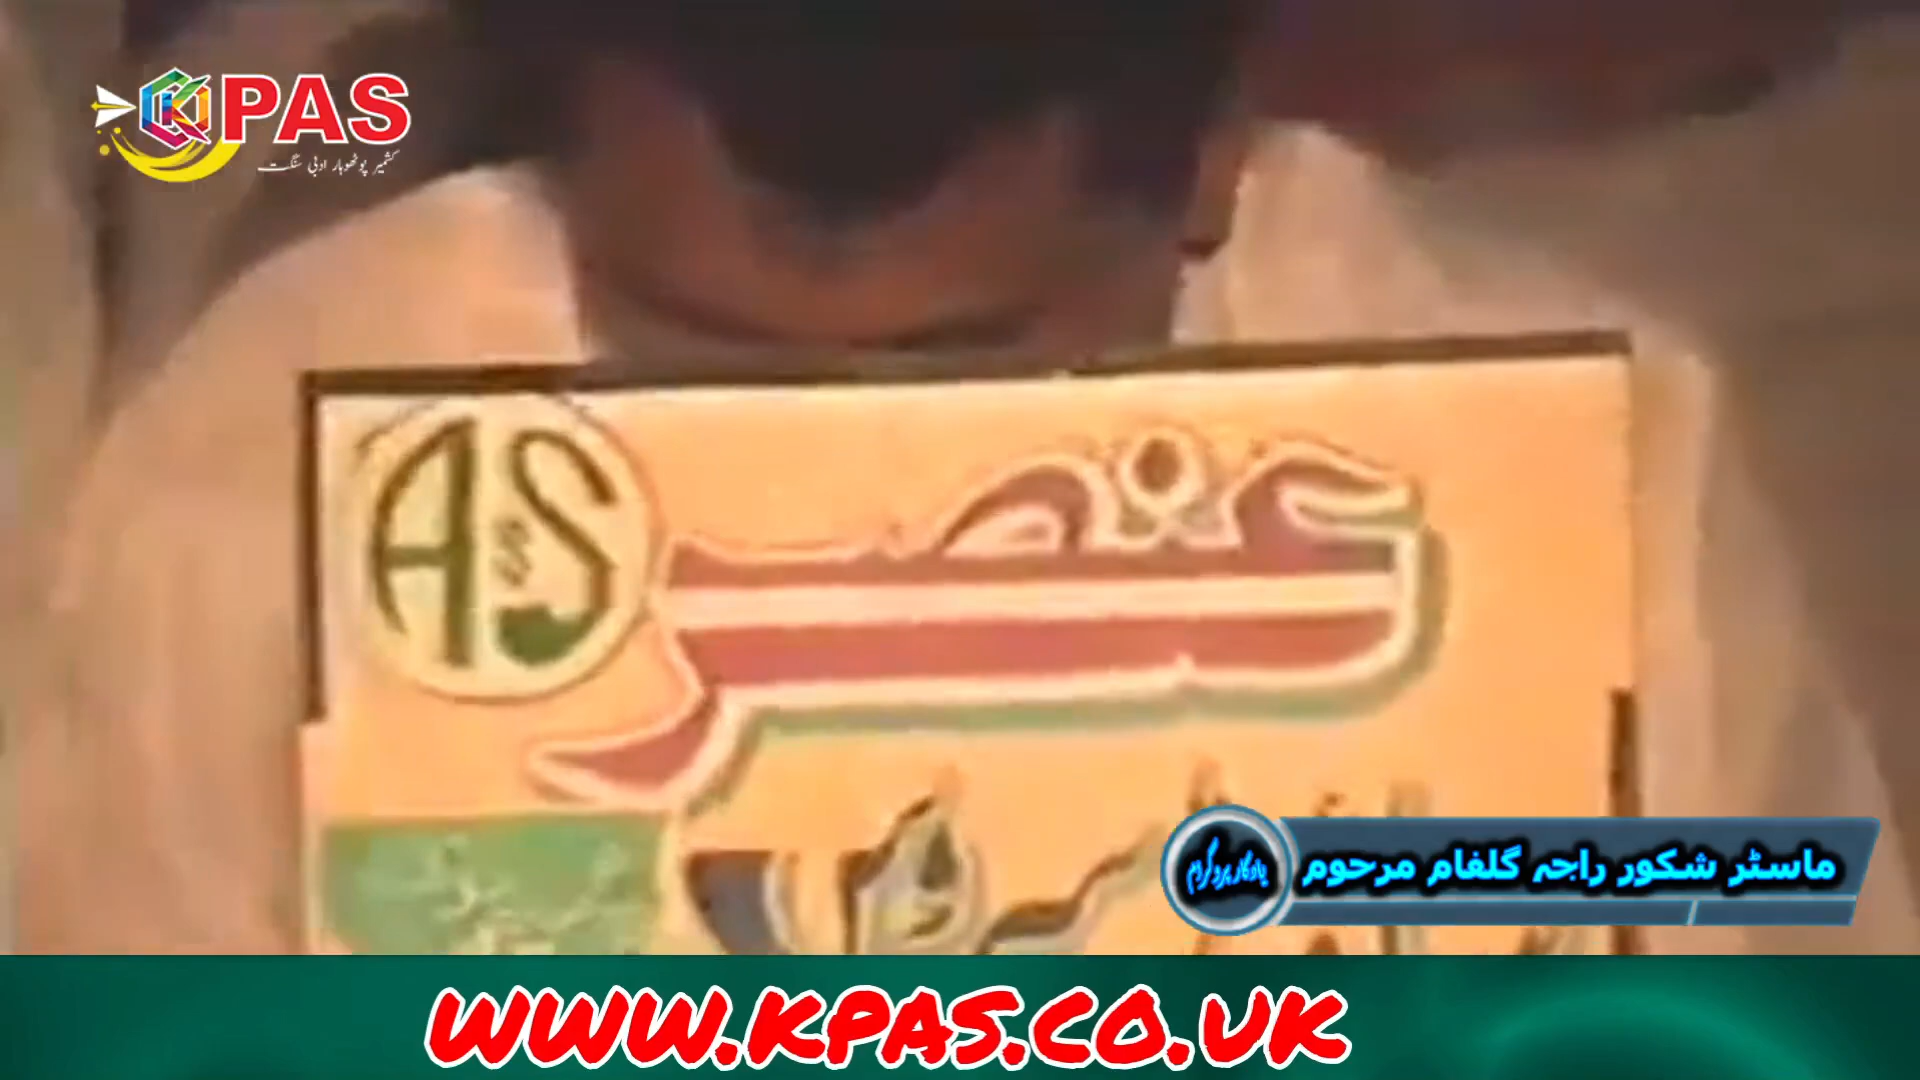 KPAS
کشمیر پوٹھوہار ادبی سنگت
AS
عنصر
ماسٹر شکور راجہ گلفام مرحوم
یادگار پروگرام
WWW.KPAS.CO.UK